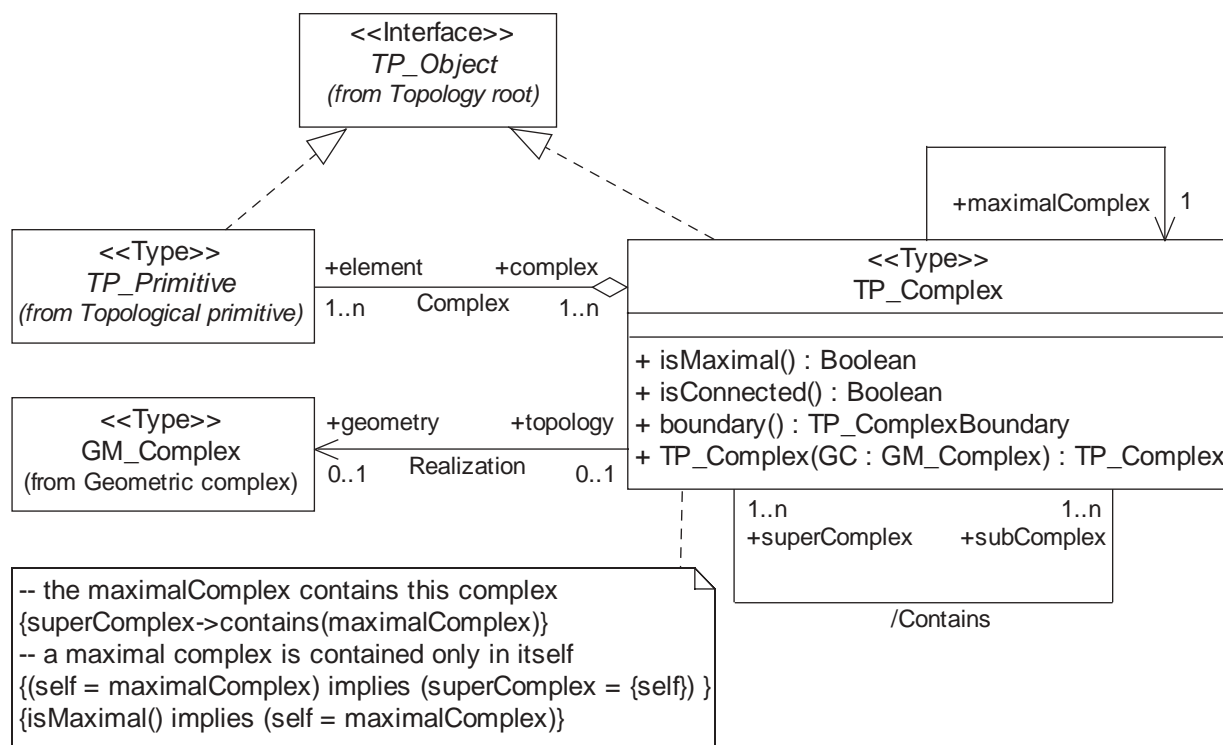 <<Interface>>
TP_Object
(from Topology root)
+maximalComplex 1
<<Type>>
TP_Primitive
(from Topological primitive)
+element +complex
1..n Complex 1..n
<<Type>>
TP_Complex
+ isMaximal() : Boolean
+ isConnected() : Boolean
+ boundary() : TP_ComplexBoundary
+ TP_Complex(GC : GM_Complex) : TP_Complex
<<Type>>
GM_Complex
(from Geometric complex)
+geometry +topology
0..1 Realization 0..1
1..n 1..n
+superComplex +subComplex
/Contains
-- the maximalComplex contains this complex
{superComplex->contains(maximalComplex)}
-- a maximal complex is contained only in itself
{(self = maximalComplex) implies (superComplex = {self}) }
{isMaximal() implies (self = maximalComplex)}